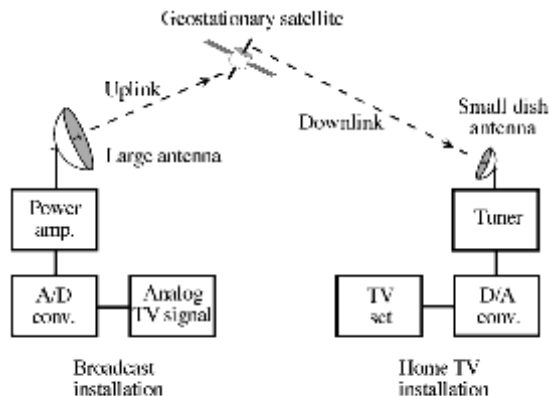 Geostationary satellite
Uplink
Downlink
Small dish
antenna
Large antenna
Power
amp.
Tuner
A/D
conv.
Analog
TV signal
TV
set
D/A
conv.
Broadcast
installation
Home TV
installation